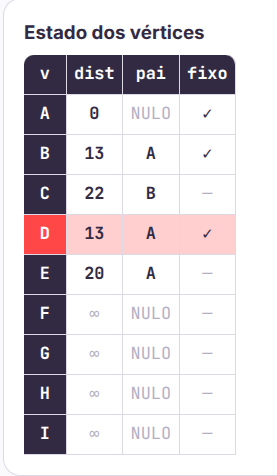 Estado dos vértices
v dist pai fixo
A 0 NULO ✓
B 13 A ✓
C 22 B —
D 13 A ✓
E 20 A —
F ∞ NULO —
G ∞ NULO —
H ∞ NULO —
I ∞ NULO —